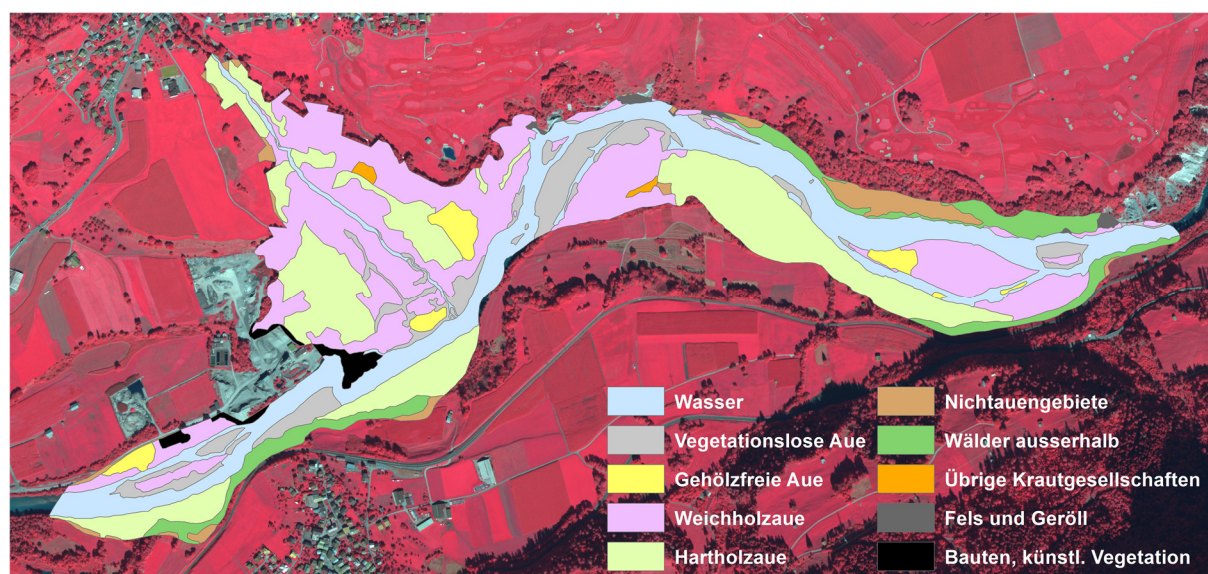 Wasser
Vegetationslose Aue
Gehölzfreie Aue
Weichholzaue
Hartholzaue
Nichtauengebiete
Wälder ausserhalb
Übrige Krautgesellschaften
Fels und Geröll
Bauten, künstl. Vegetation